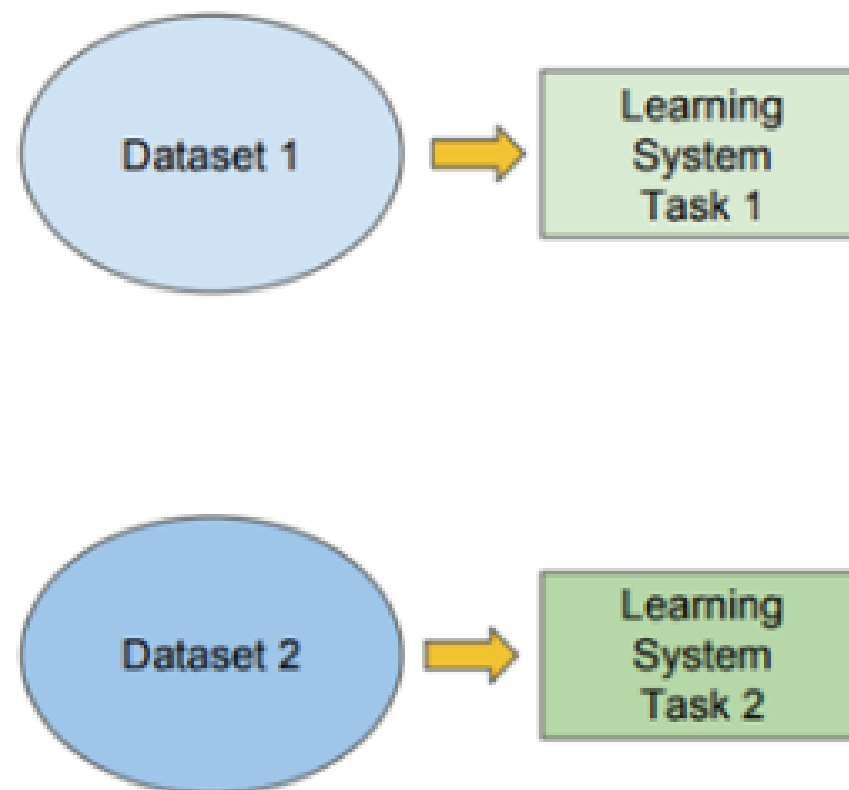 Dataset 1
Learning
System
Task 1
Dataset 2
Learning
System
Task 2